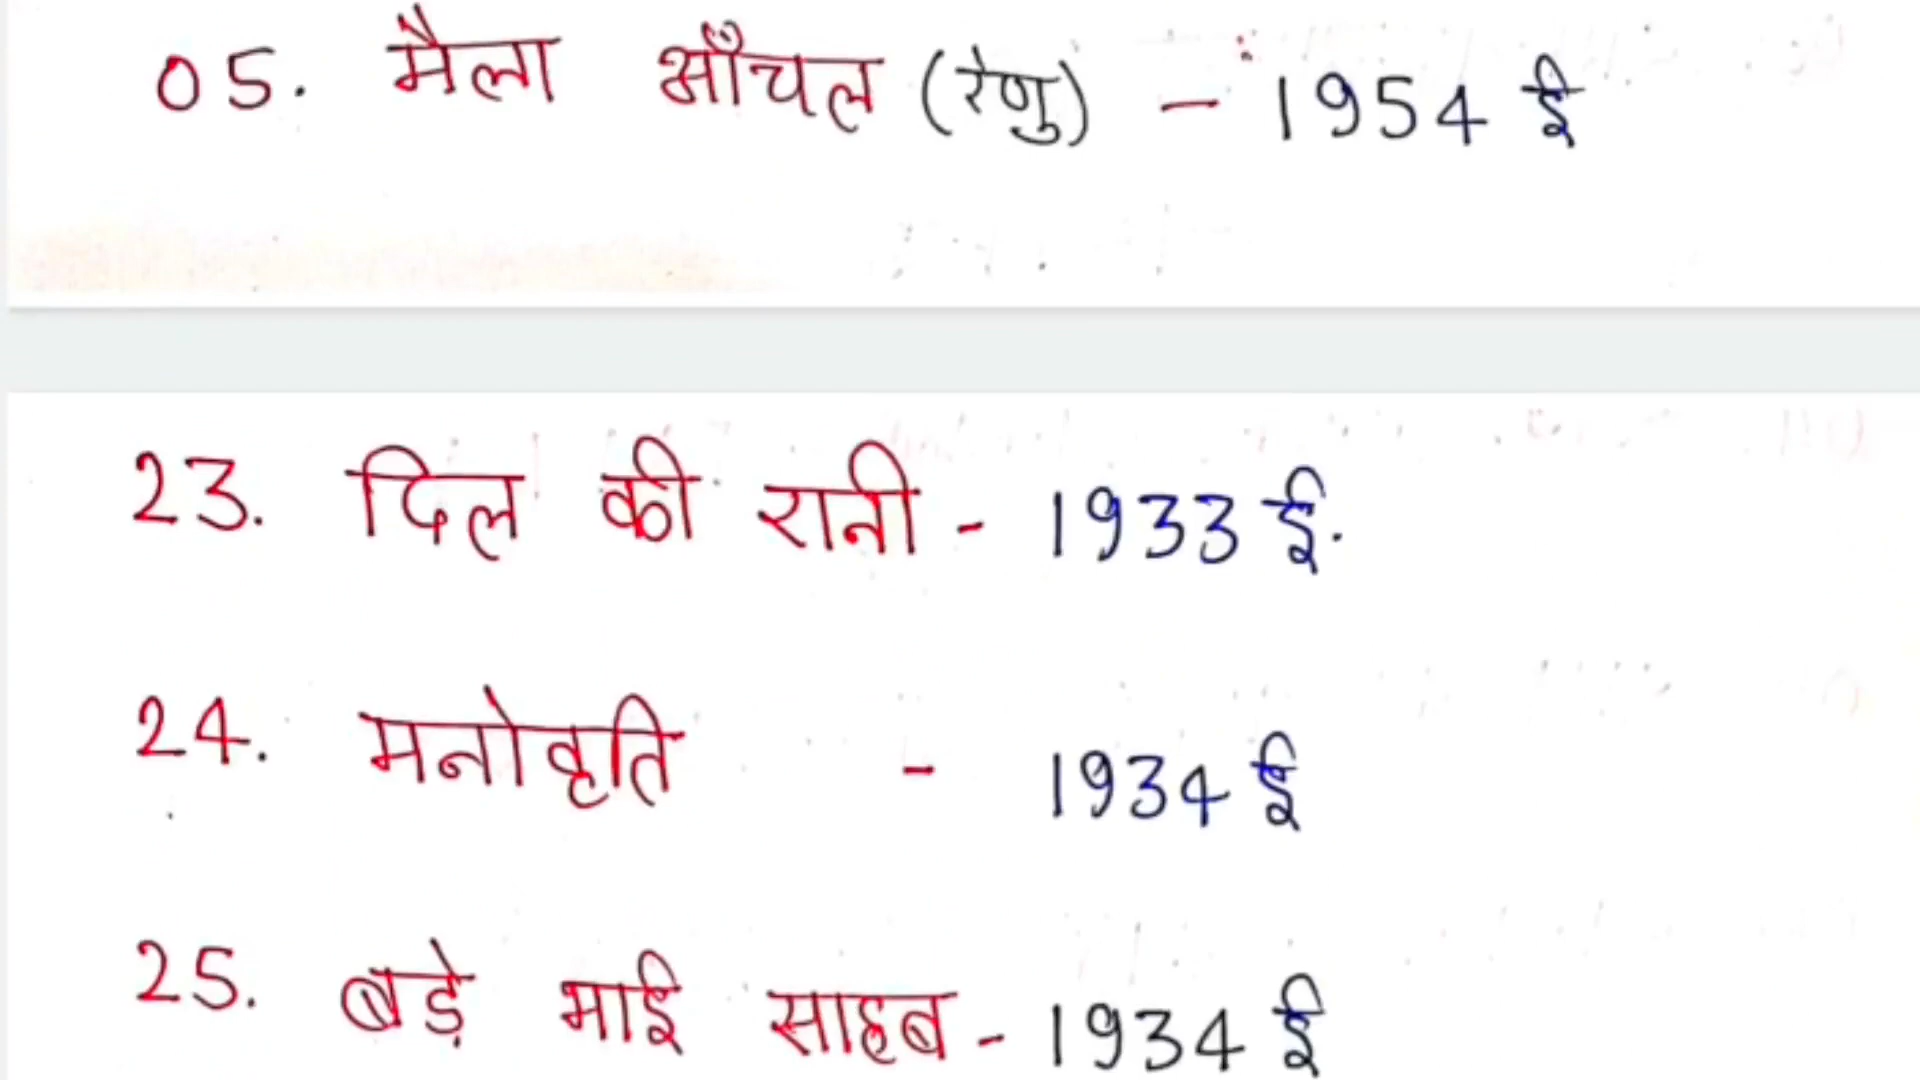 05. मैला आँचल (रेणु) - 1954 ई
23. दिल की रानी - 1933 ई.
24. मनोवृति - 1934 ई
25. बड़े भाई साहब - 1934 ई